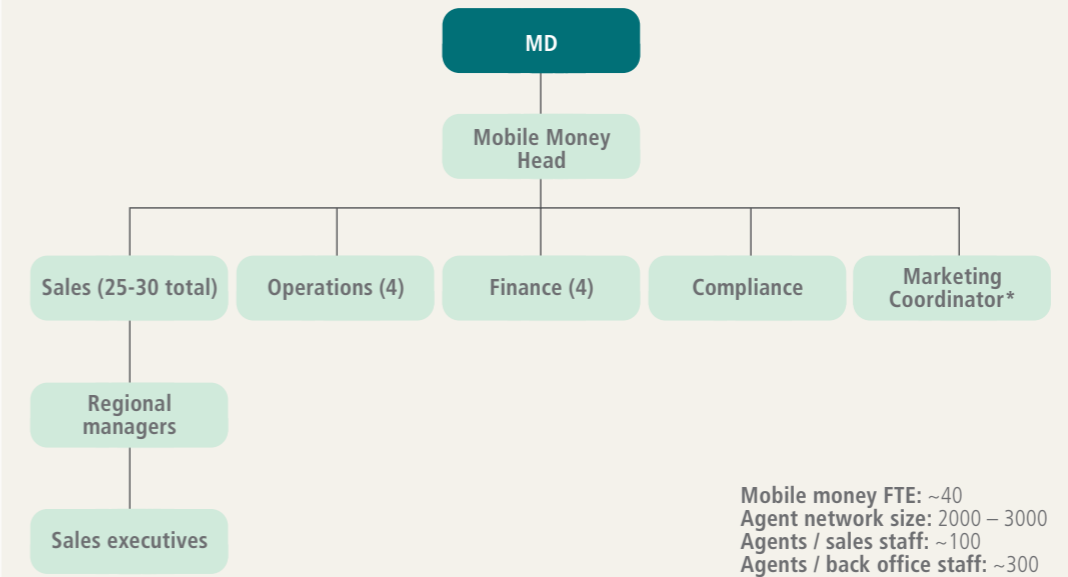 MD
Mobile Money
Head
Sales (25-30 total)
Operations (4)
Finance (4)
Compliance
Marketing
Coordinator*
Regional
managers
Sales executives
Mobile money FTE: ~40
Agent network size: 2000 – 3000
Agents / sales staff: ~100
Agents / back office staff: ~300